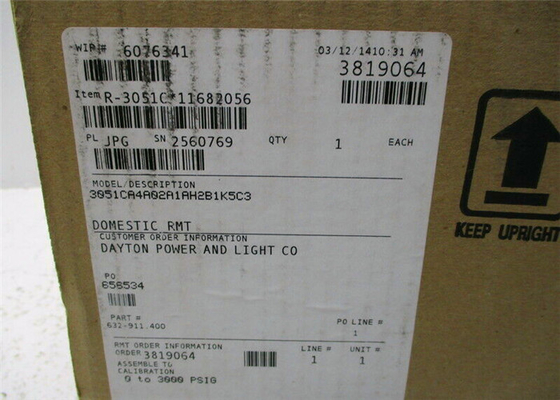 WIP# 6076341
03/12/14 10:31 AM
3819064
Item R-3051C-11682056
PL JPG SN 2560769 QTY 1 EACH
MODEL/DESCRIPTION
3051CA4A02A1AH2B1K5C3
DOMESTIC RMT
CUSTOMER ORDER INFORMATION
DAYTON POWER AND LIGHT CO
PO
656534
PART #
632-911.400
PO LINE #
1
RMT ORDER INFORMATION
ORDER 3819064
LINE # UNIT #
1 1
ASSEMBLE TO
CALIBRATION
0 to 3000 PSIG
KEEP UPRIGHT